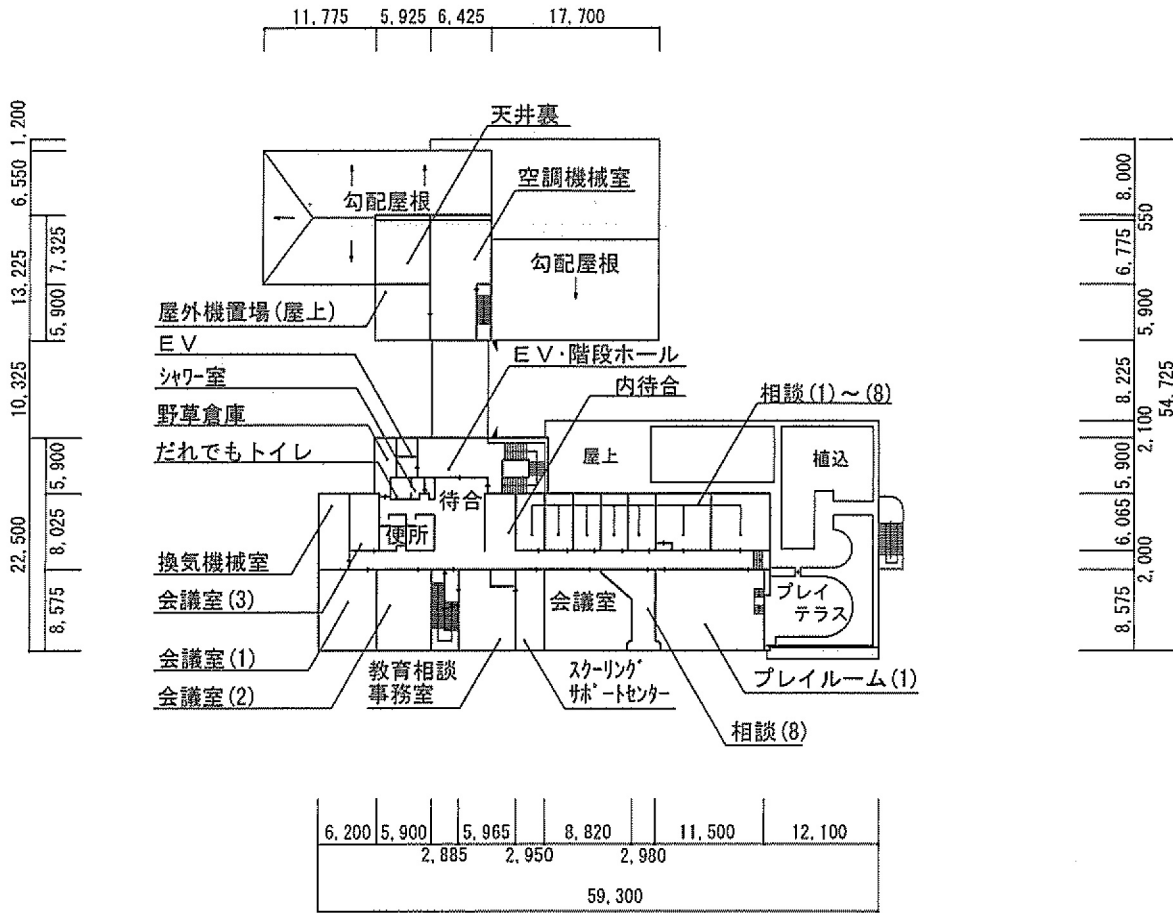 11,775 5,925 6,425 17,700
1,200
6,550
13,225
7,325
5,900
10,325
22,500
5,900
8,025
8,575
天井裏
空調機械室
勾配屋根
勾配屋根
屋外機置場(屋上)
EV
シャワー室
野草倉庫
だれでもトイレ
EV・階段ホール
内待合
相談(1)~(8)
屋上
植込
待合
便所
換気機械室
会議室(3)
会議室(1)
会議室(2)
会議室
プレイ
テラス
教育相談
事務室
スクーリング
サポートセンター
プレイルーム(1)
相談(8)
8,000
550
6,775
5,900
8,225
54,725
2,100
5,900
6,065
2,000
8,575
6,200 5,900 5,965 8,820 11,500 12,100
2,885 2,950 2,980
59,300